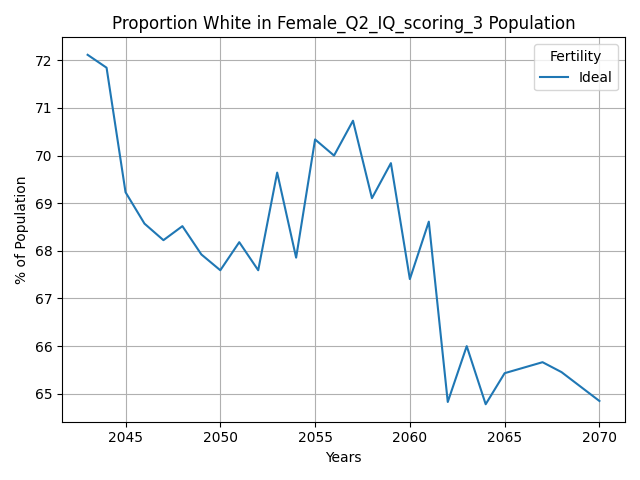 Proportion White in Female_Q2_IQ_scoring_3 Population
Fertility
Ideal
% of Population
72
71
70
69
68
67
66
65
2045 2050 2055 2060 2065 2070
Years